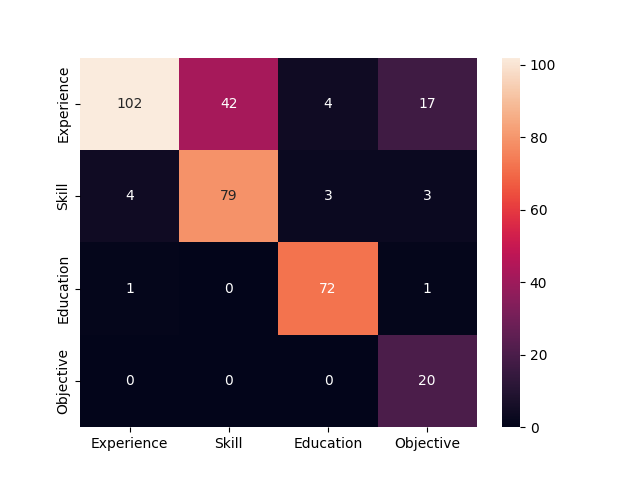 Experience 102 42 4 17
Skill 4 79 3 3
Education 1 0 72 1
Objective 0 0 0 20
Experience Skill Education Objective
100
80
60
40
20
0